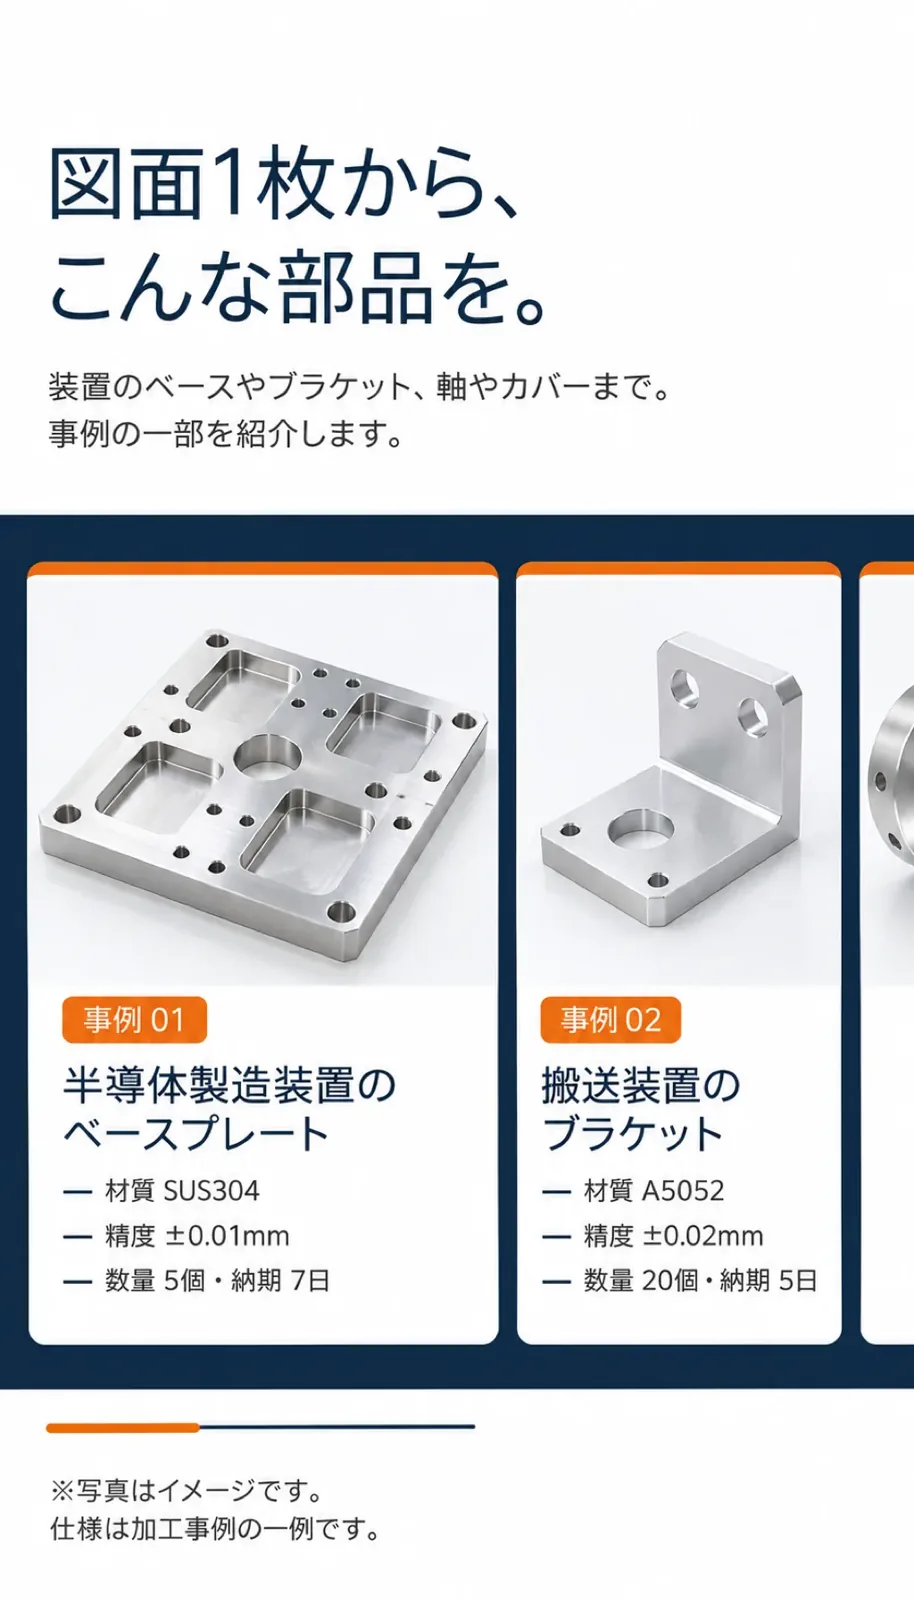 図面1枚から、
こんな部品を。
装置のベースやブラケット、軸やカバーまで。
事例の一部を紹介します。
事例 01
半導体製造装置の
ベースプレート
— 材質 SUS304
— 精度 ±0.01mm
— 数量 5個・納期 7日
事例 02
搬送装置の
ブラケット
— 材質 A5052
— 精度 ±0.02mm
— 数量 20個・納期 5日
※写真はイメージです。
仕様は加工事例の一例です。